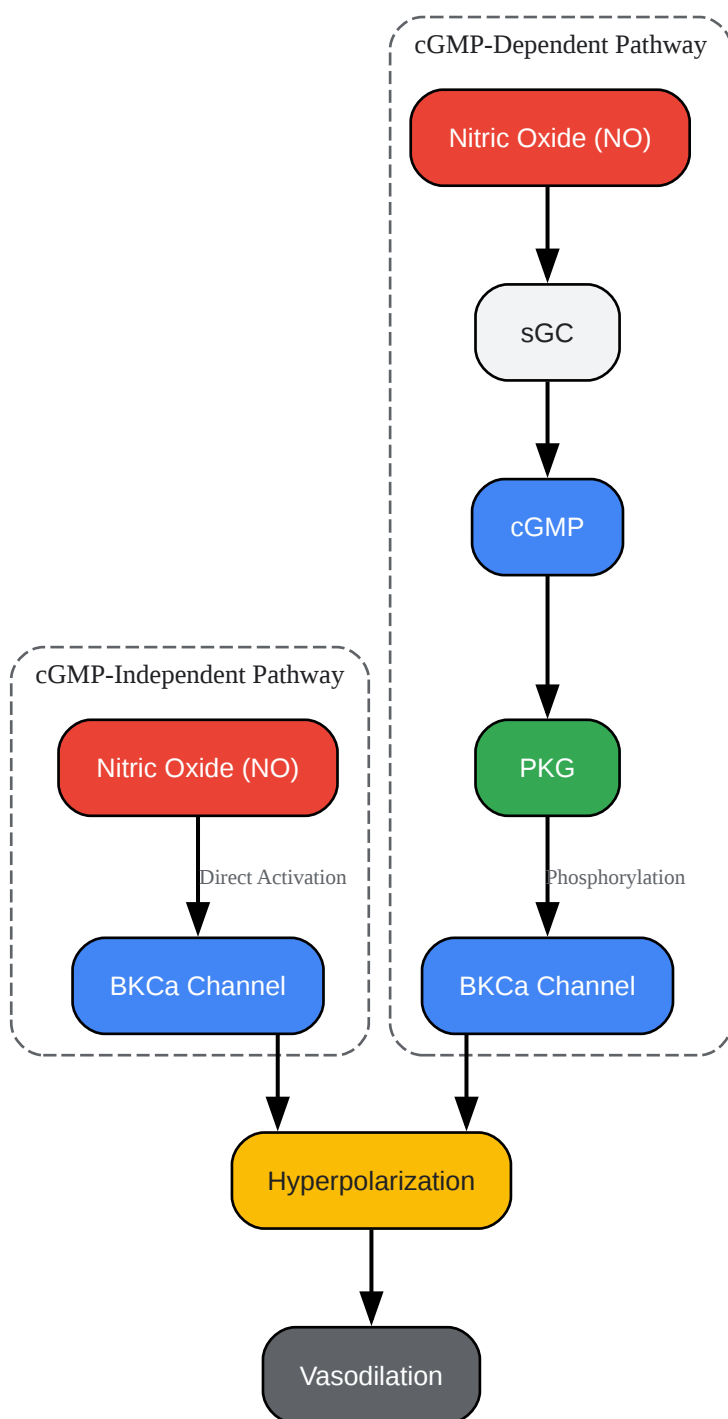 cGMP-Dependent Pathway
Nitric Oxide (NO)
sGC
cGMP
PKG
Phosphorylation
BKCa Channel
cGMP-Independent Pathway
Nitric Oxide (NO)
Direct Activation
BKCa Channel
Hyperpolarization
Vasodilation